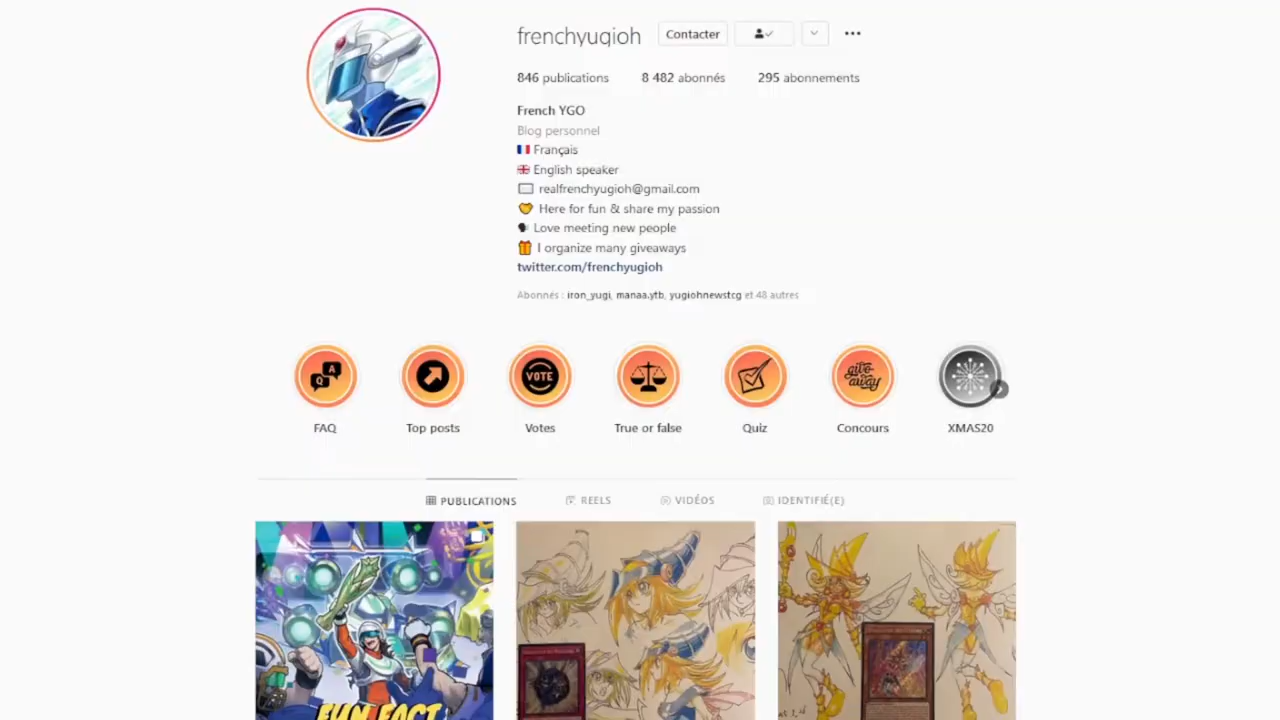 frenchyugioh Contacter
846 publications 8 482 abonnés 295 abonnements
French YGO
Blog personnel
Français
English speaker
realfrenchyugioh@gmail.com
Here for fun & share my passion
Love meeting new people
I organize many giveaways
twitter.com/frenchyugioh
Abonnés : iron_yugi, manaa.ytb, yugiohnewstcg et 48 autres
Q A
VOTE
give away
FAQ Top posts Votes True or false Quiz Concours XMAS20
PUBLICATIONS REELS VIDÉOS IDENTIFIÉ(E)
FUN FACT